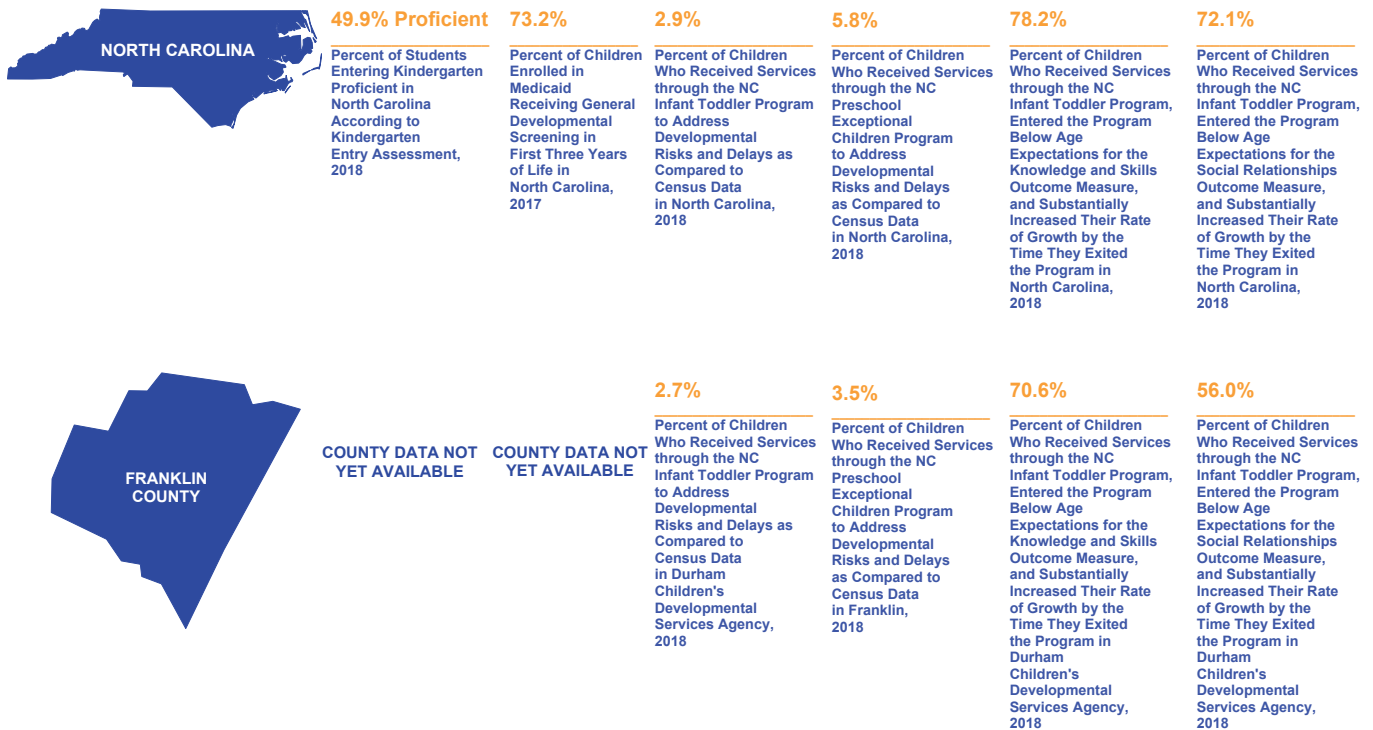 NORTH CAROLINA
49.9% Proficient
Percent of Students
Entering Kindergarten
Proficient in
North Carolina
According to
Kindergarten
Entry Assessment,
2018
73.2%
Percent of Children
Enrolled in
Medicaid
Receiving General
Developmental
Screening in
First Three Years
of Life in
North Carolina,
2017
2.9%
Percent of Children
Who Received Services
through the NC
Infant Toddler Program
to Address
Developmental
Risks and Delays as
Compared to
Census Data
in North Carolina,
2018
5.8%
Percent of Children
Who Received Services
through the NC
Preschool
Exceptional
Children Program
to Address
Developmental
Risks and Delays
as Compared to
Census Data
in North Carolina,
2018
78.2%
Percent of Children
Who Received Services
through the NC
Infant Toddler Program,
Entered the Program
Below Age
Expectations for the
Knowledge and Skills
Outcome Measure,
and Substantially
Increased Their Rate
of Growth by the
Time They Exited
the Program in
North Carolina,
2018
72.1%
Percent of Children
Who Received Services
through the NC
Infant Toddler Program,
Entered the Program
Below Age
Expectations for the
Social Relationships
Outcome Measure,
and Substantially
Increased Their Rate
of Growth by the
Time They Exited
the Program in
North Carolina,
2018
FRANKLIN
COUNTY
COUNTY DATA NOT
YET AVAILABLE
COUNTY DATA NOT
YET AVAILABLE
2.7%
Percent of Children
Who Received Services
through the NC
Infant Toddler Program
to Address
Developmental
Risks and Delays as
Compared to
Census Data
in Durham
Children's
Developmental
Services Agency,
2018
3.5%
Percent of Children
Who Received Services
through the NC
Preschool
Exceptional
Children Program
to Address
Developmental
Risks and Delays
as Compared to
Census Data
in Franklin,
2018
70.6%
Percent of Children
Who Received Services
through the NC
Infant Toddler Program,
Entered the Program
Below Age
Expectations for the
Knowledge and Skills
Outcome Measure,
and Substantially
Increased Their Rate
of Growth by the
Time They Exited
the Program in
Durham
Children's
Developmental
Services Agency,
2018
56.0%
Percent of Children
Who Received Services
through the NC
Infant Toddler Program,
Entered the Program
Below Age
Expectations for the
Social Relationships
Outcome Measure,
and Substantially
Increased Their Rate
of Growth by the
Time They Exited
the Program in
Durham
Children's
Developmental
Services Agency,
2018